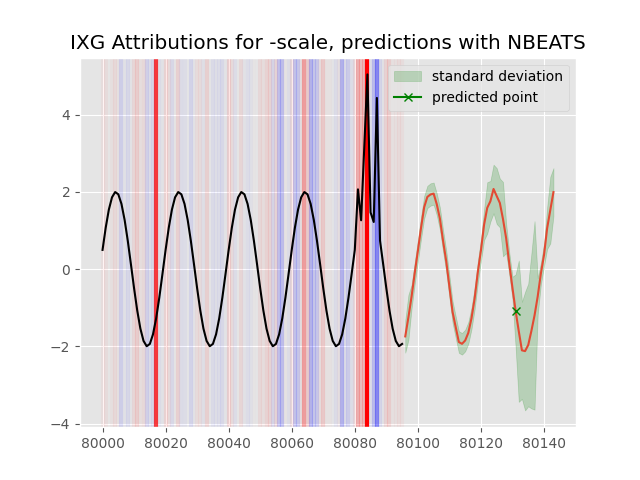 IXG Attributions for -scale, predictions with NBEATS
standard deviation
predicted point
4
2
0
−2
−4
80000 80020 80040 80060 80080 80100 80120 80140